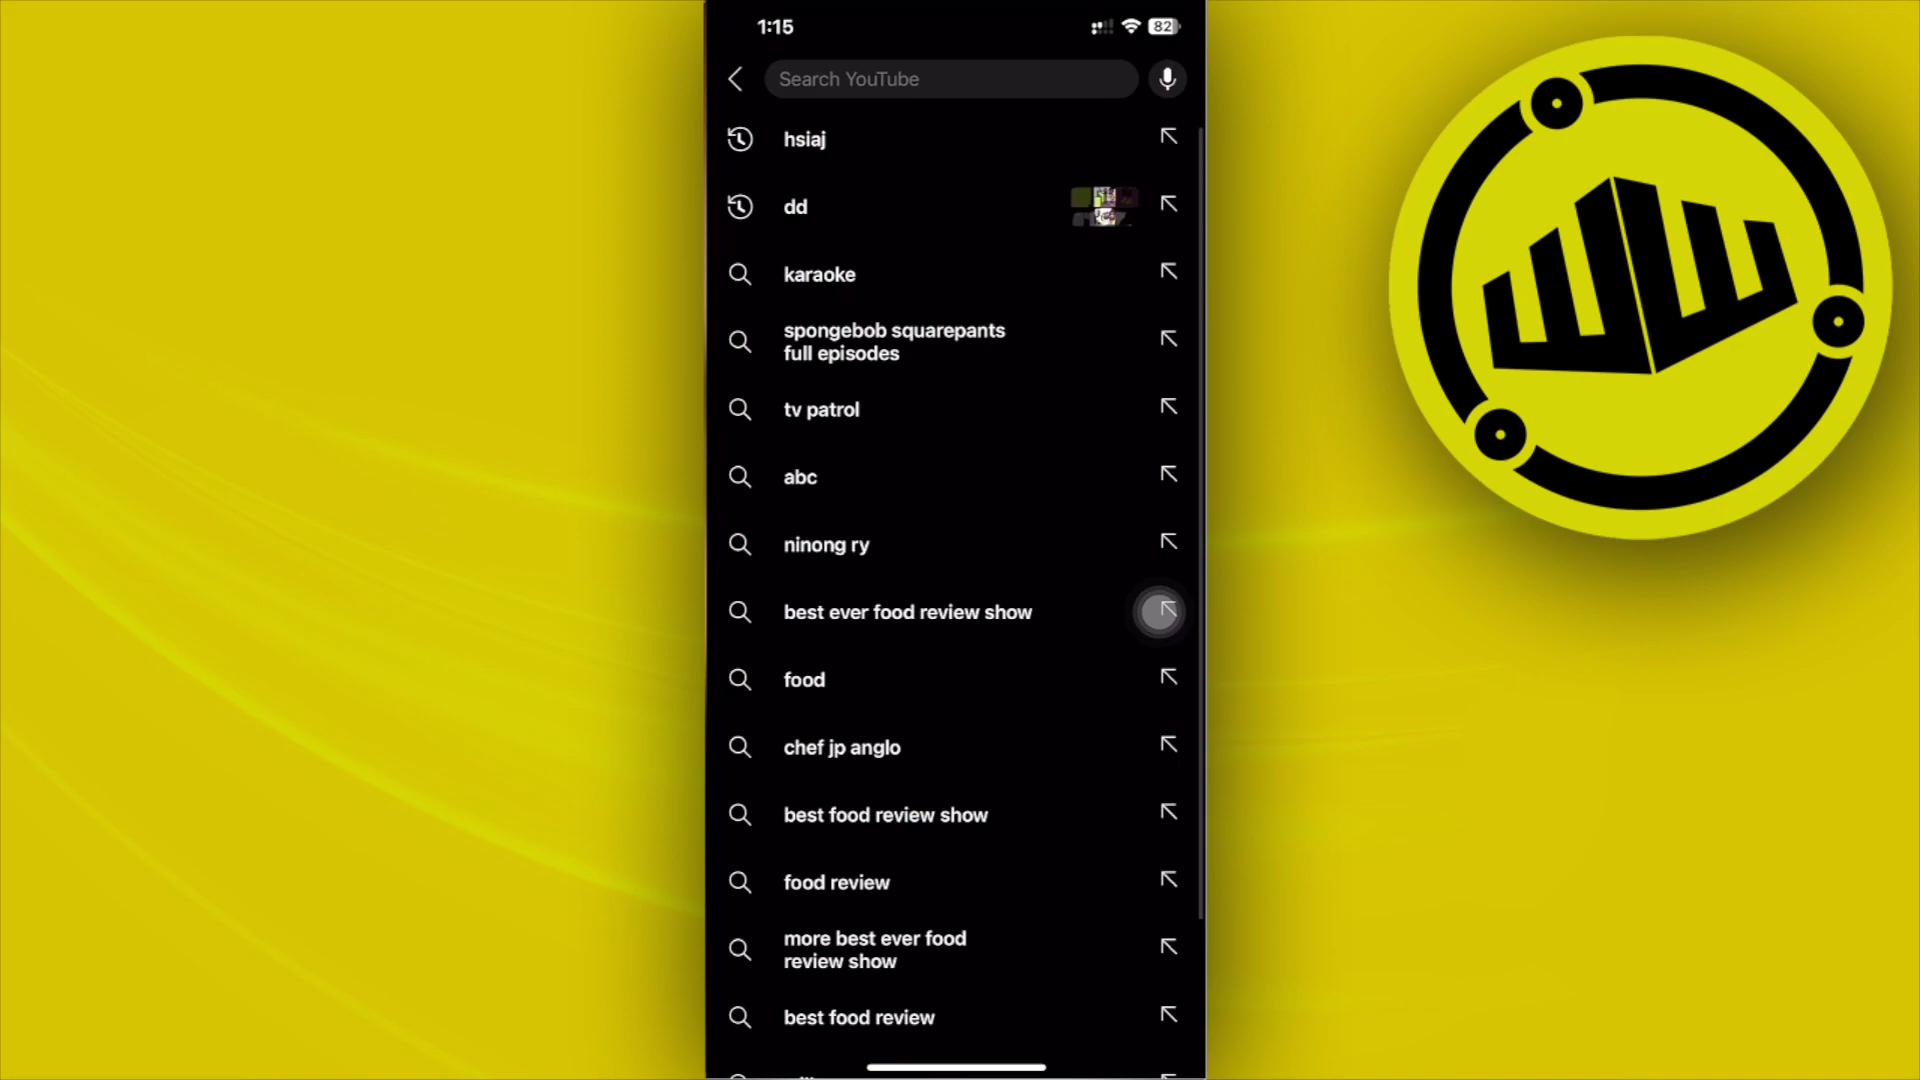 1:15
82
Search YouTube
hsiaj
dd
karaoke
spongebob squarepants
full episodes
tv patrol
abc
ninong ry
best ever food review show
food
chef jp anglo
best food review show
food review
more best ever food
review show
best food review